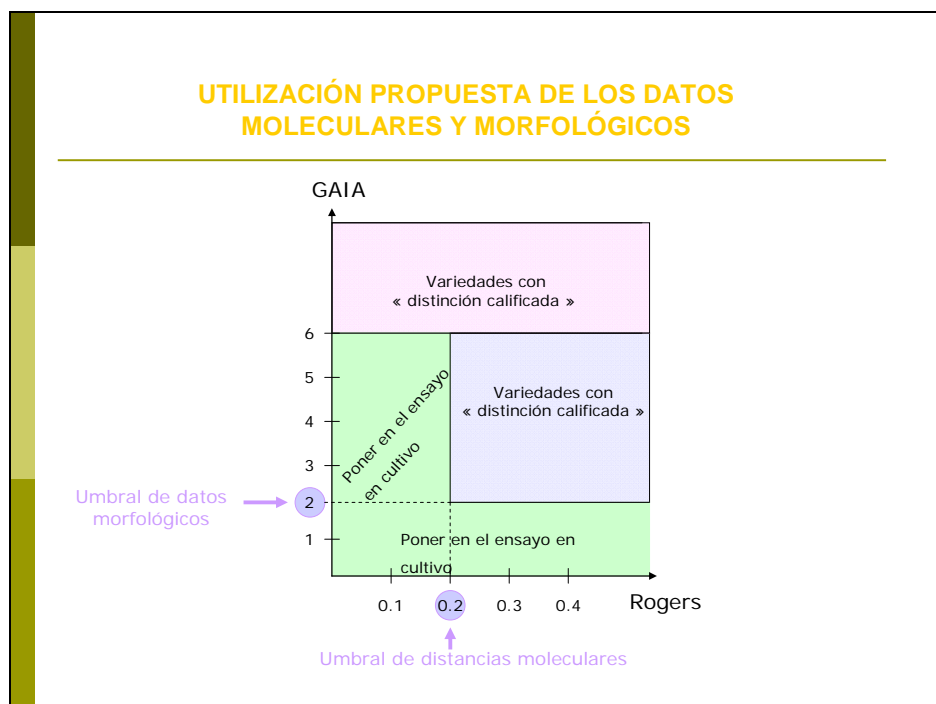 UTILIZACIÓN PROPUESTA DE LOS DATOS
MOLECULARES Y MORFOLÓGICOS
GAIA
Variedades con
« distinción calificada »
6
5
4
3
2
1
Poner en el ensayo
en cultivo
Variedades con
« distinción calificada »
Umbral de datos
morfológicos
Poner en el ensayo en
cultivo
0.1 0.2 0.3 0.4
Rogers
Umbral de distancias moleculares